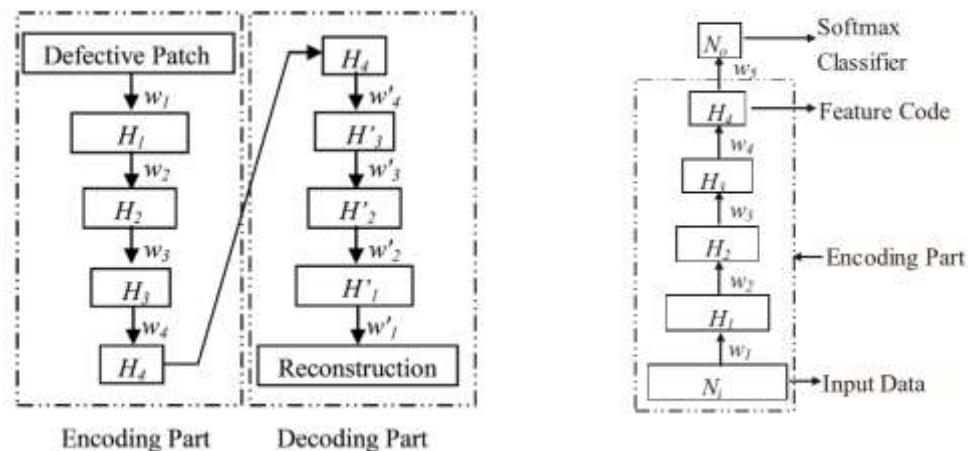 Defective Patch
w₁
H₁
w₂
H₂
w₃
H₃
w₄
H₄
Encoding Part
H₄
w'₄
H'₃
w'₃
H'₂
w'₂
H'₁
w'₁
Reconstruction
Decoding Part
Nₒ
Softmax
Classifier
w₅
H₄
Feature Code
w₄
H₃
w₃
H₂
Encoding Part
w₂
H₁
w₁
Nᵢ
Input Data